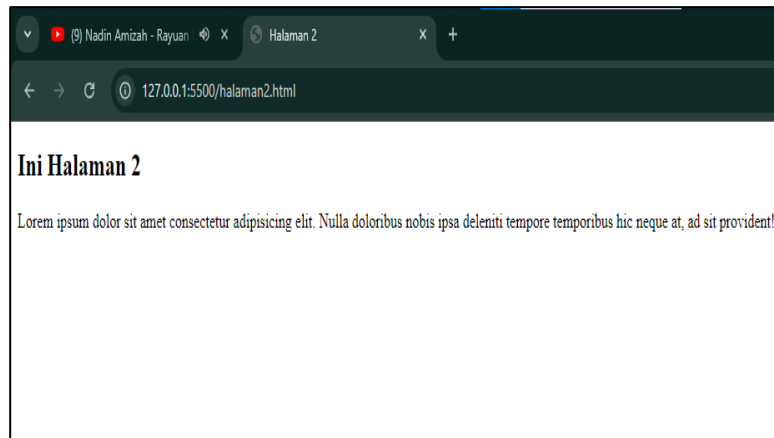 (9) Nadin Amizah - Rayuan
Halaman 2
127.0.0.1:5500/halaman2.html
Ini Halaman 2
Lorem ipsum dolor sit amet consectetur adipisicing elit. Nulla doloribus nobis ipsa deleniti tempore temporibus hic neque at, ad sit provident!